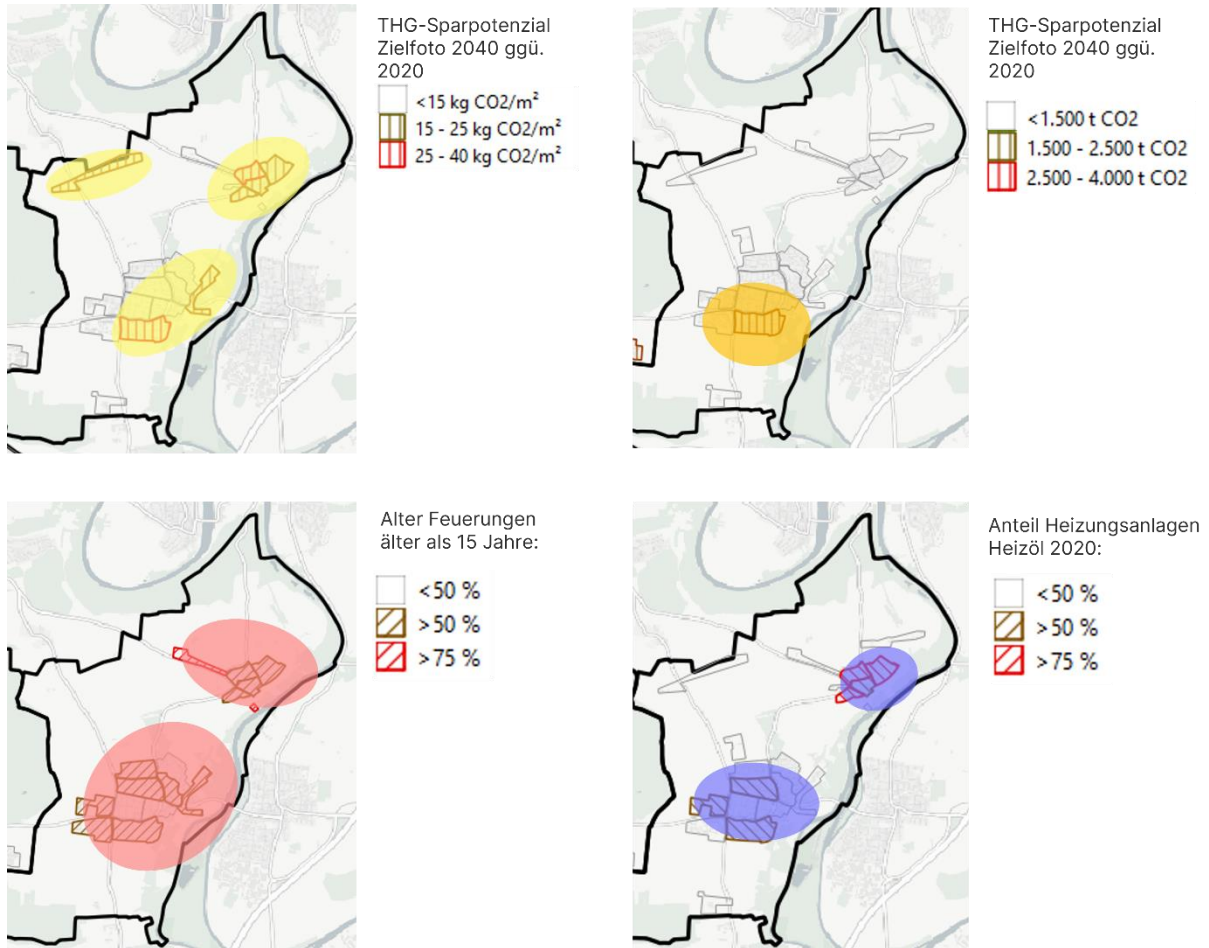 THG-Sparpotenzial
Zielfoto 2040 ggü.
2020
<15 kg CO2/m²
15 - 25 kg CO2/m²
25 - 40 kg CO2/m²
THG-Sparpotenzial
Zielfoto 2040 ggü.
2020
<1.500 t CO2
1.500 - 2.500 t CO2
2.500 - 4.000 t CO2
Alter Feuerungen
älter als 15 Jahre:
<50 %
>50 %
>75 %
Anteil Heizungsanlagen
Heizöl 2020:
<50 %
>50 %
>75 %